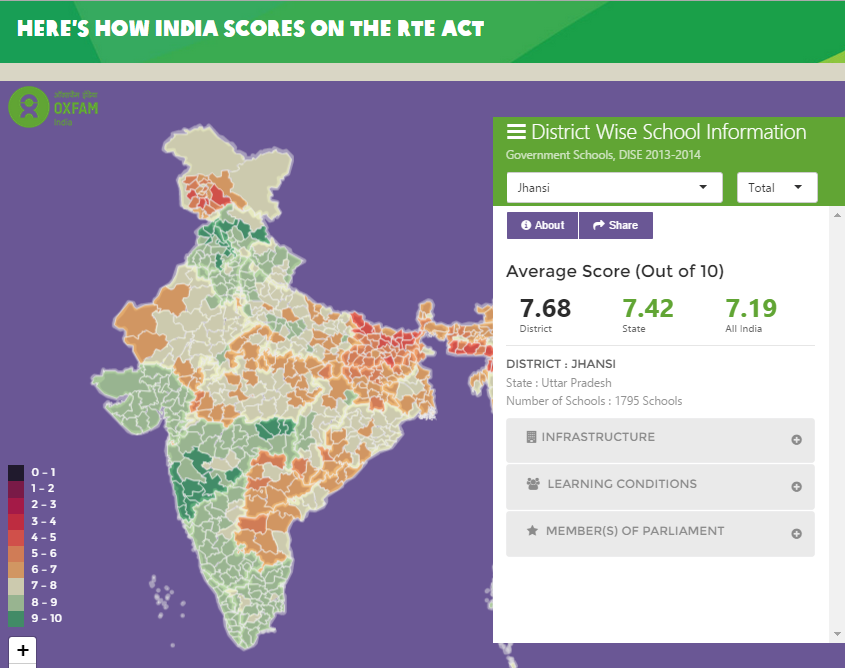 HERE'S HOW INDIA SCORES ON THE RTE ACT
ऑक्सफैम इंडिया
OXFAM
India
District Wise School Information
Government Schools, DISE 2013-2014
Jhansi
Total
About
Share
Average Score (Out of 10)
7.68 7.42 7.19
District State All India
DISTRICT : JHANSI
State : Uttar Pradesh
Number of Schools : 1795 Schools
INFRASTRUCTURE
LEARNING CONDITIONS
MEMBER(S) OF PARLIAMENT
0 - 1
1 - 2
2 - 3
3 - 4
4 - 5
5 - 6
6 - 7
7 - 8
8 - 9
9 - 10
+